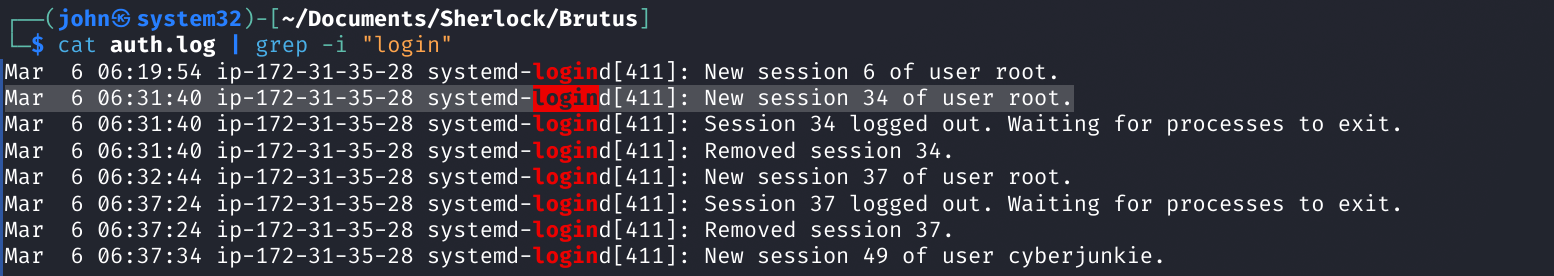 ┌──(john㉿system32)-[~/Documents/Sherlock/Brutus]
└─$ cat auth.log | grep -i "login"
Mar  6 06:19:54 ip-172-31-35-28 systemd-logind[411]: New session 6 of user root.
Mar  6 06:31:40 ip-172-31-35-28 systemd-logind[411]: New session 34 of user root.
Mar  6 06:31:40 ip-172-31-35-28 systemd-logind[411]: Session 34 logged out. Waiting for processes to exit.
Mar  6 06:31:40 ip-172-31-35-28 systemd-logind[411]: Removed session 34.
Mar  6 06:32:44 ip-172-31-35-28 systemd-logind[411]: New session 37 of user root.
Mar  6 06:37:24 ip-172-31-35-28 systemd-logind[411]: Session 37 logged out. Waiting for processes to exit.
Mar  6 06:37:24 ip-172-31-35-28 systemd-logind[411]: Removed session 37.
Mar  6 06:37:34 ip-172-31-35-28 systemd-logind[411]: New session 49 of user cyberjunkie.